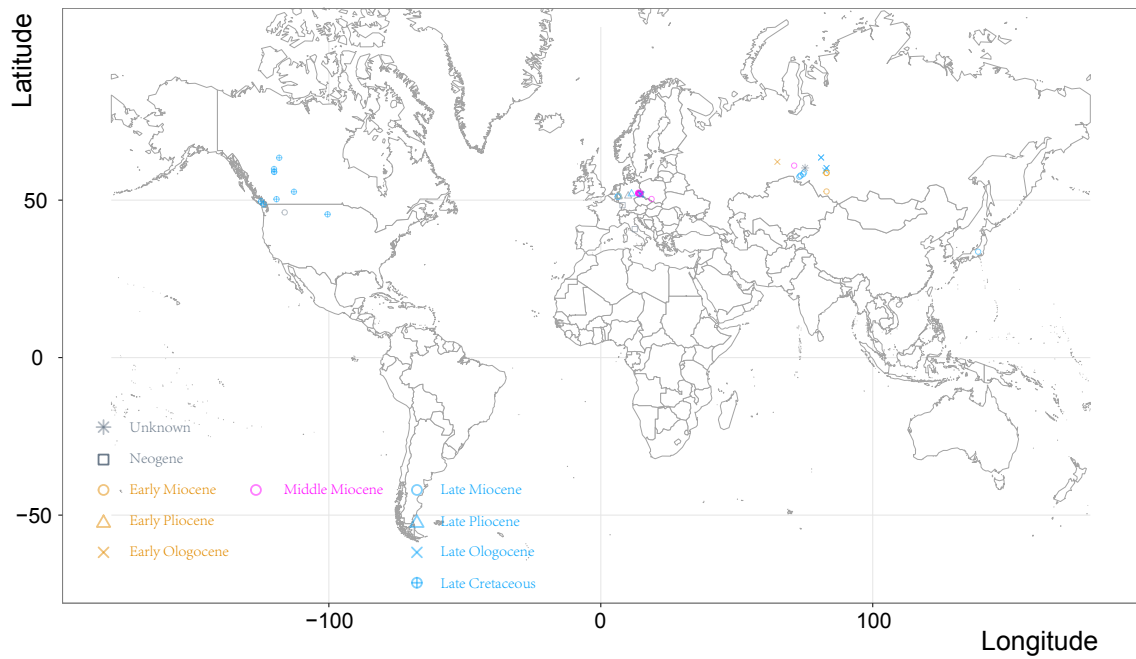 Latitude
50
0
Unknown
Neogene
Early Miocene Middle Miocene Late Miocene
−50
Early Pliocene Late Pliocene
Early Ologocene Late Ologocene
Late Cretaceous
−100 0 100
Longitude